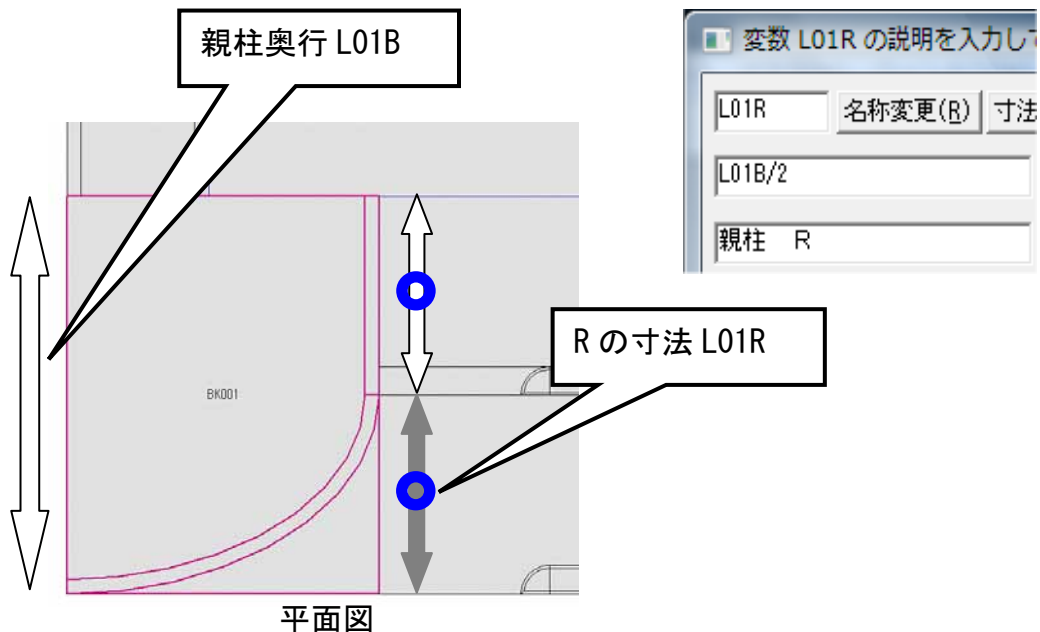 親柱奥行 L01B
変数 L01R の説明を入力して
L01R 名称変更(R) 寸法
L01B/2
親柱　R
R の寸法 L01R
BK001
平面図